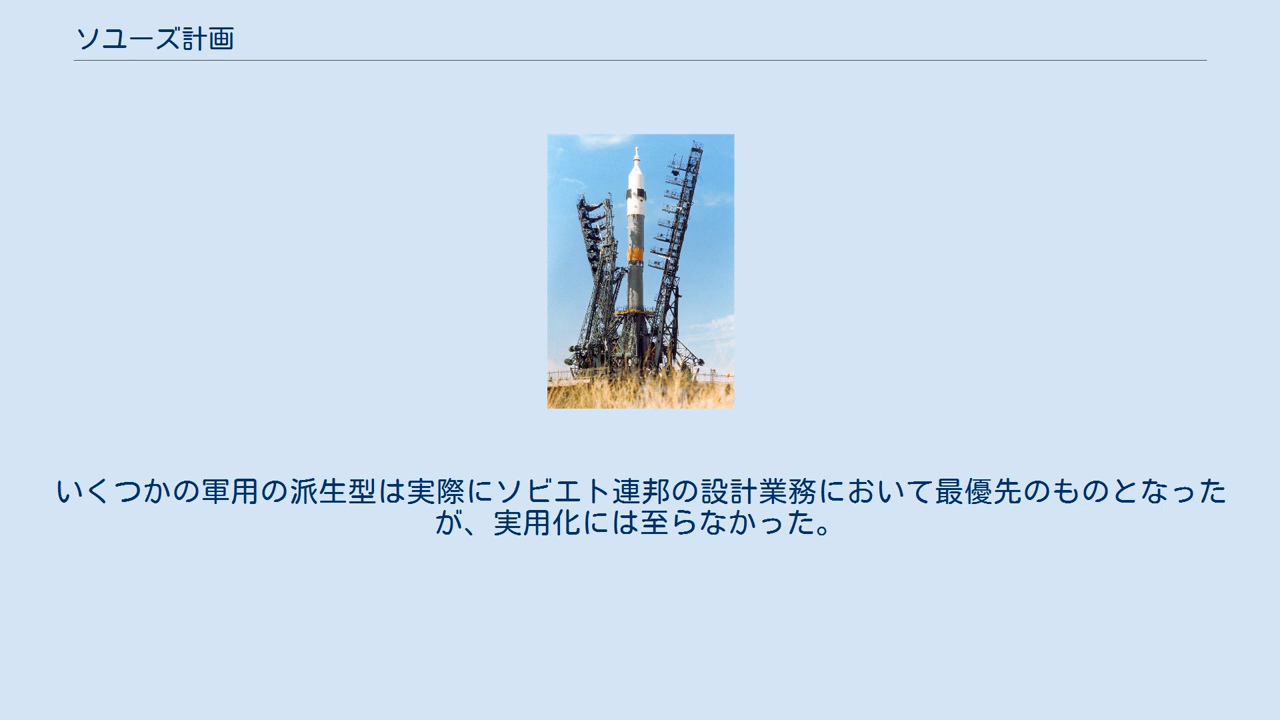 ソユーズ計画
いくつかの軍用の派生型は実際にソビエト連邦の設計業務において最優先のものとなった
が、実用化には至らなかった。